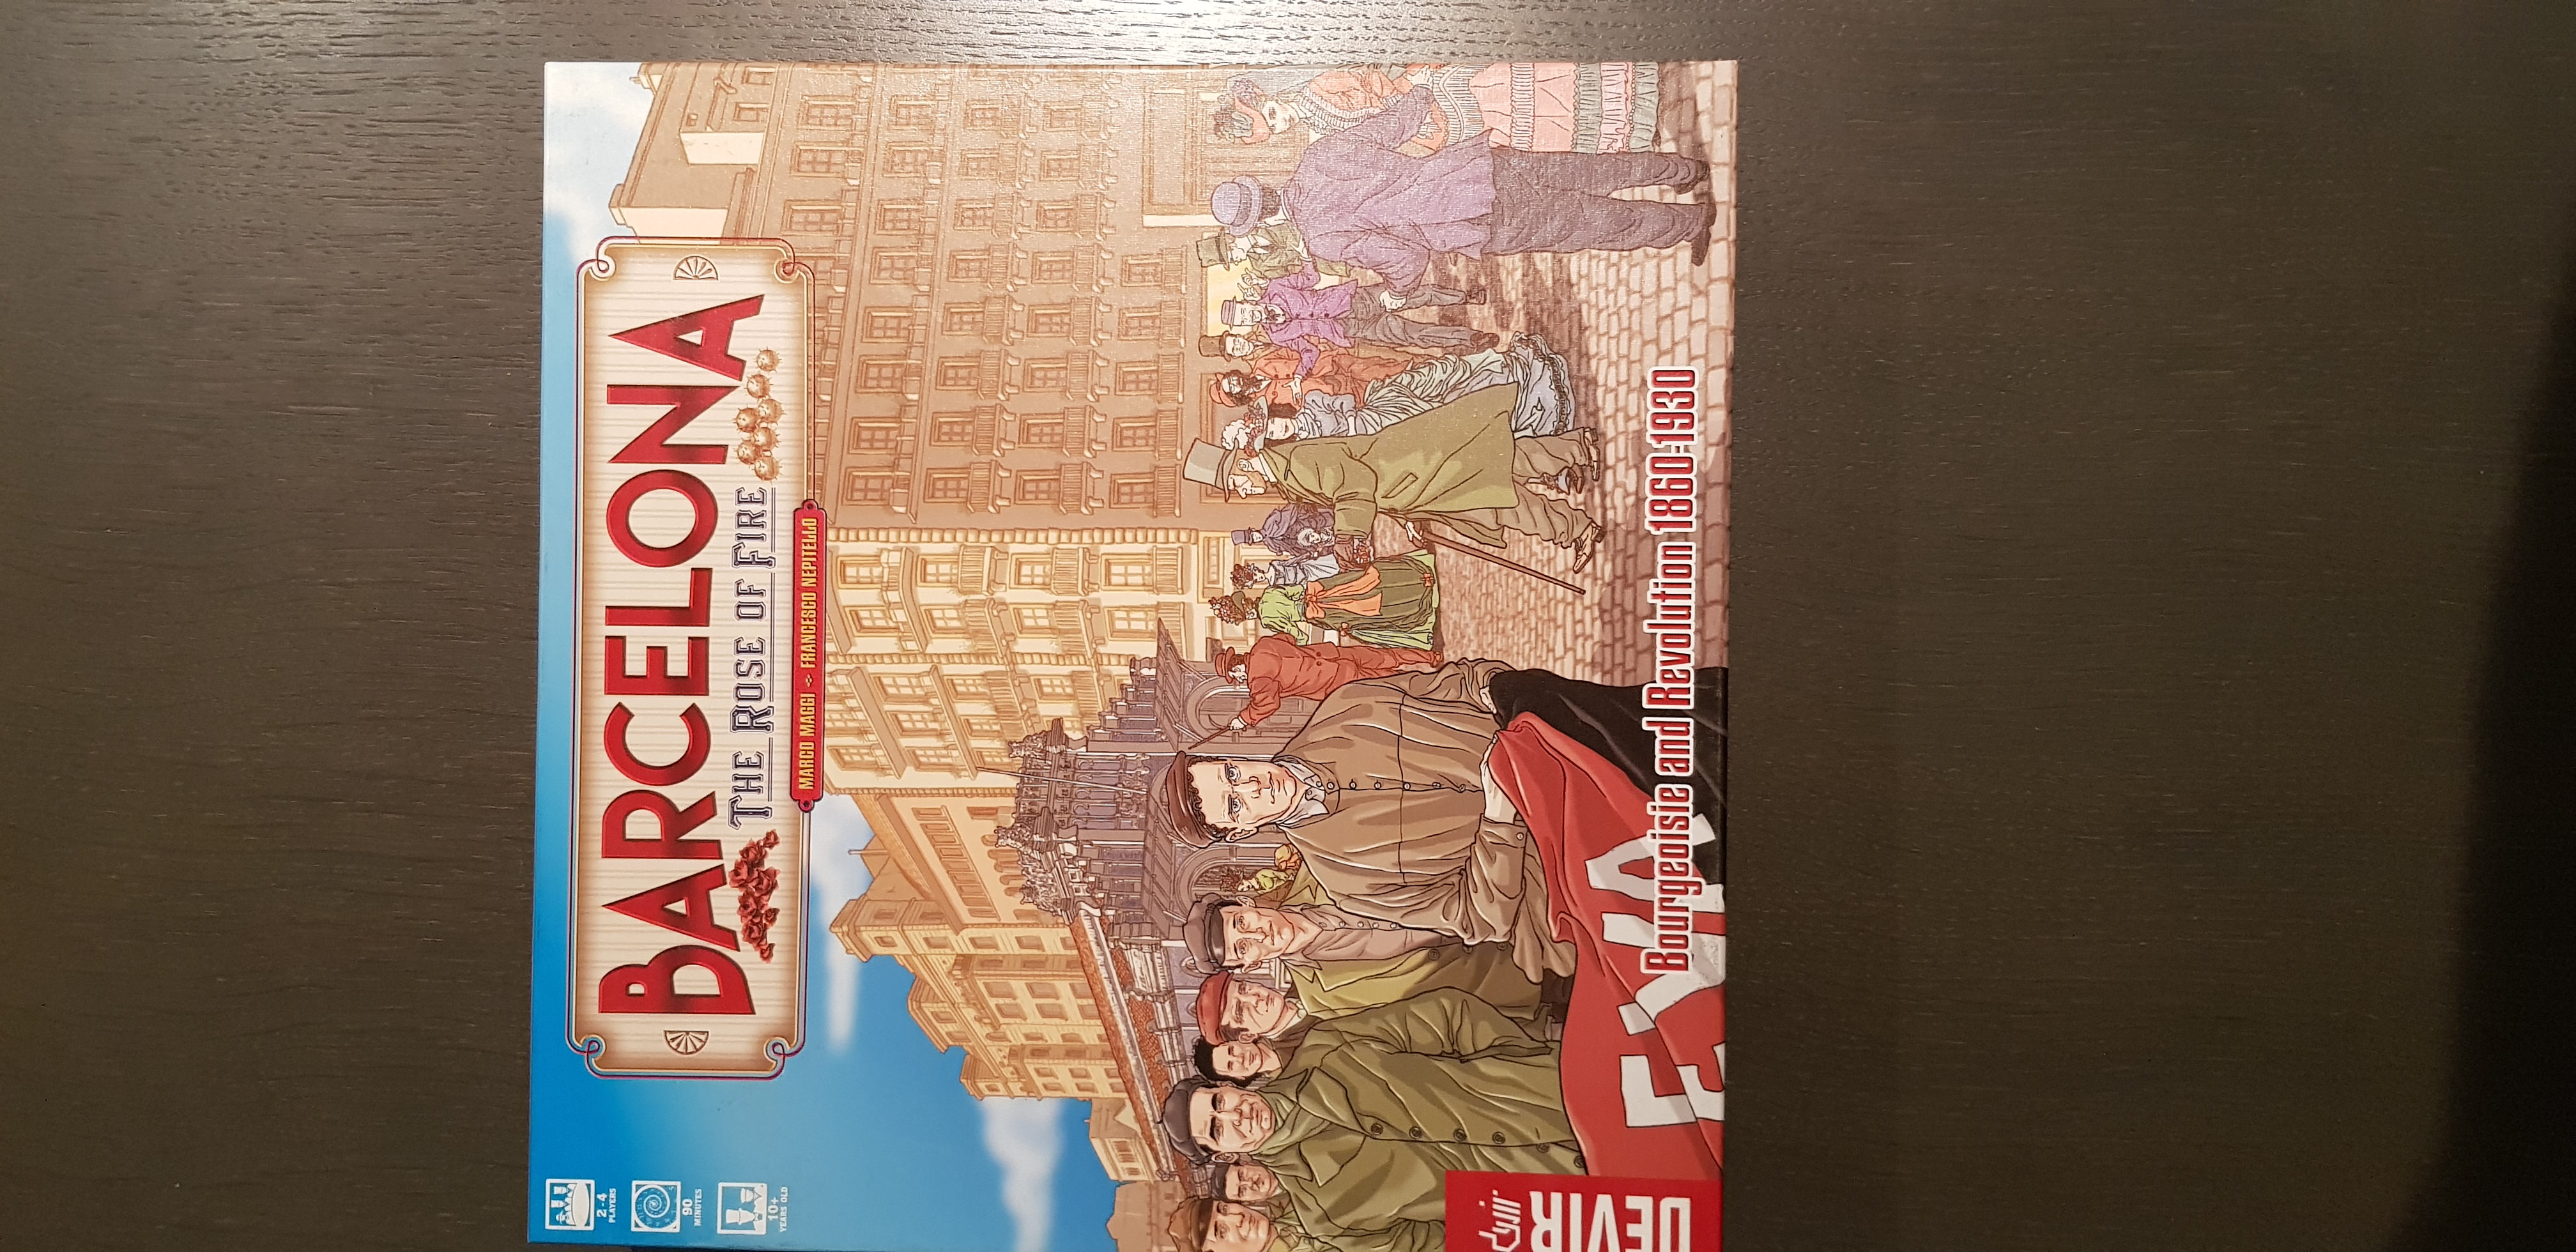 BARCELONA
THE ROSE OF FIRE
MARCO MAGGI FRANCESCO NEPITELLO
2-4
PLAYERS
90
MINUTES
10+
YEARS OLD
devir
DEVIR
Bourgeoisie and Revolution 1860-1930